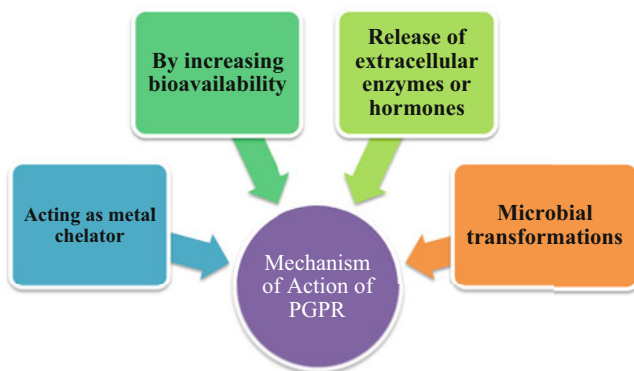 By increasing
bioavailability
Release of
extracellular
enzymes or
hormones
Acting as metal
chelator
Microbial
transformations
Mechanism
of Action of
PGPR